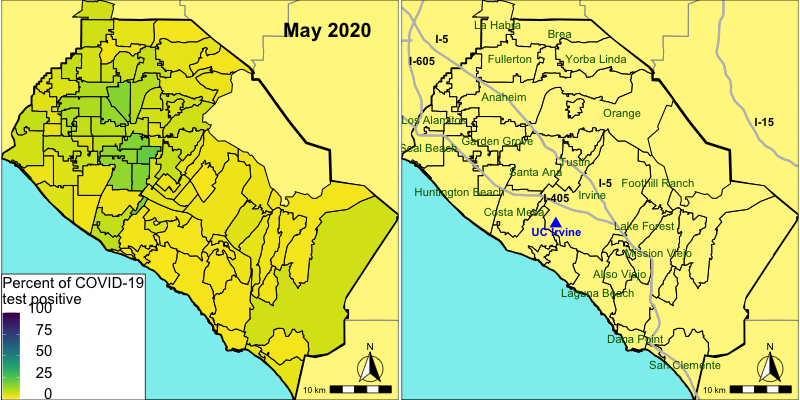 May 2020
Percent of COVID-19
test positive
100
75
50
25
0
N
10 km
La Habra
Brea
I-5
I-605
Fullerton
Yorba Linda
Anaheim
Orange
I-15
Los Alamitos
Seal Beach
Garden Grove
Tustin
Santa Ana
I-5
Foothill Ranch
Huntington Beach
I-405
Irvine
Costa Mesa
UC Irvine
Lake Forest
Mission Viejo
Aliso Viejo
Laguna Beach
Dana Point
San Clemente
N
10 km